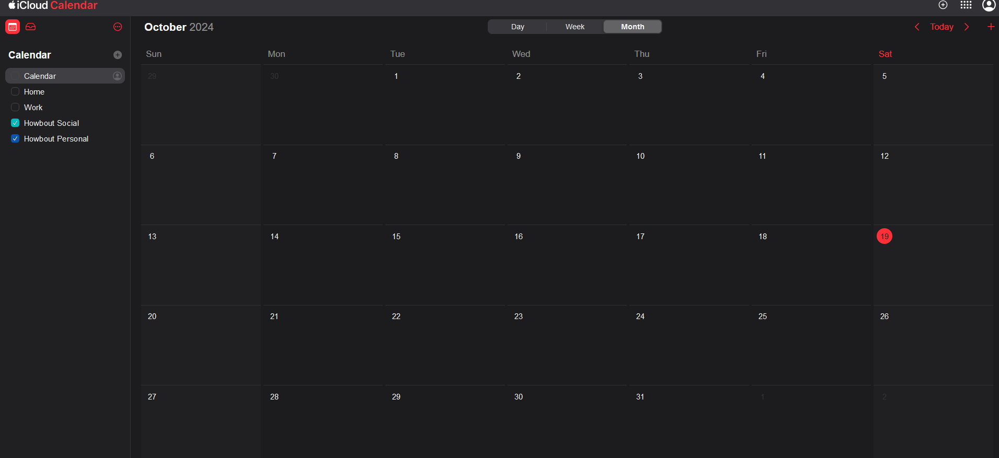 iCloud Calendar
October 2024
Day Week Month
Today
Calendar
Calendar
Home
Work
Howbout Social
Howbout Personal
Sun Mon Tue Wed Thu Fri Sat
29 30 1 2 3 4 5
6 7 8 9 10 11 12
13 14 15 16 17 18 19
20 21 22 23 24 25 26
27 28 29 30 31 1 2